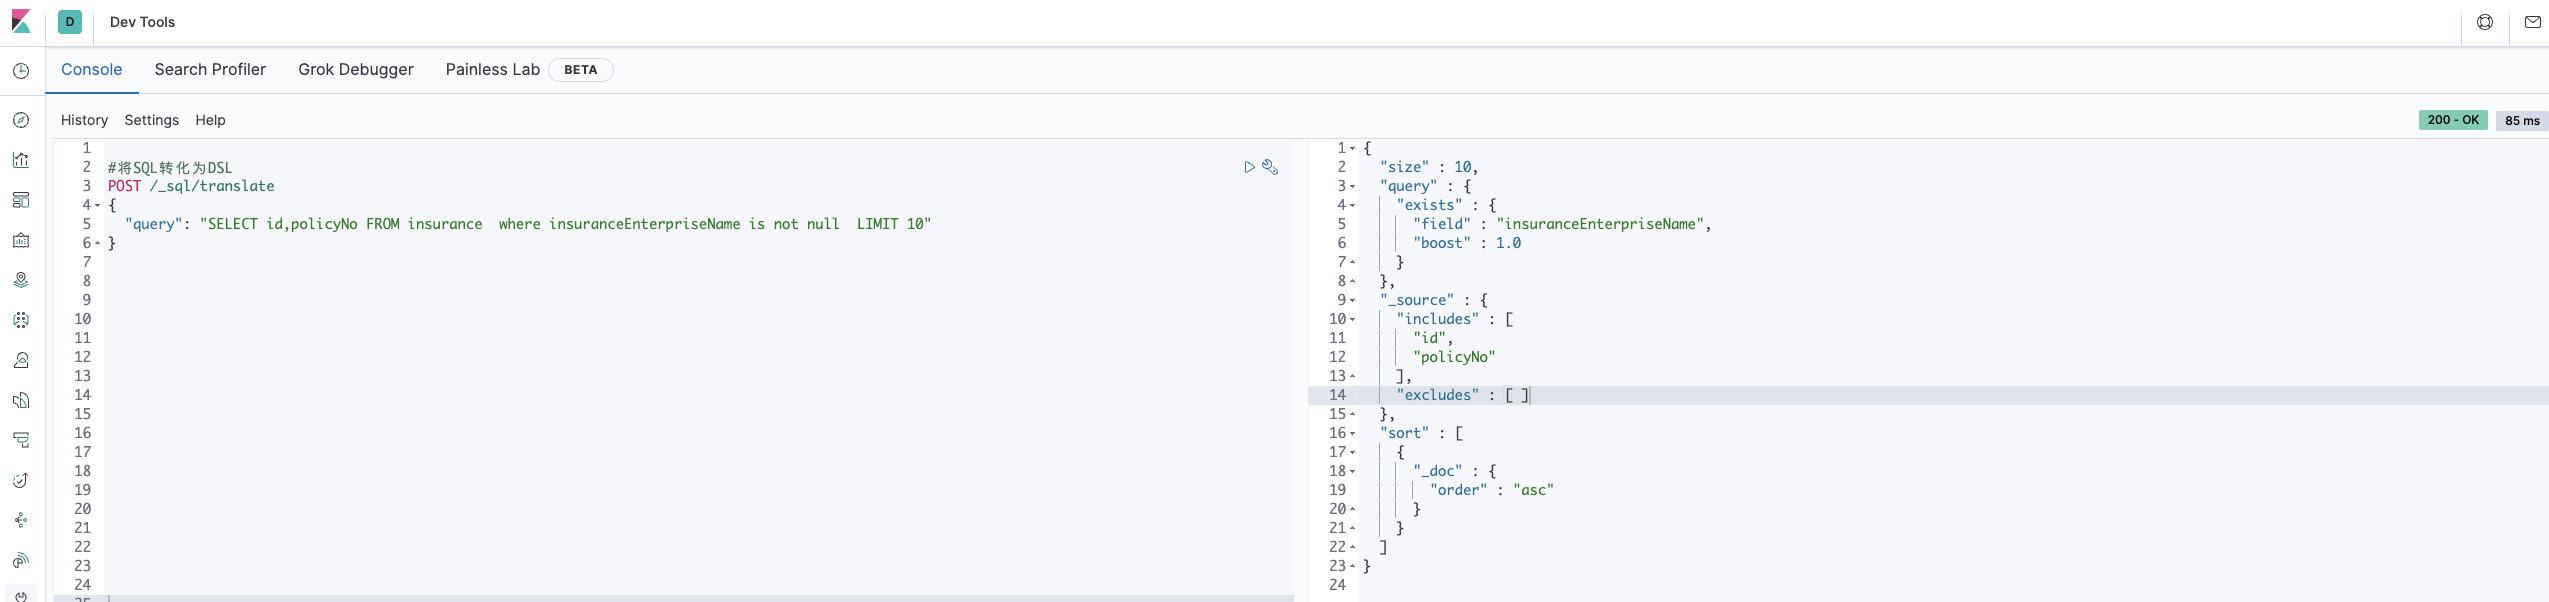 D Dev Tools
Console Search Profiler Grok Debugger Painless Lab BETA
History Settings Help
200 - OK 85 ms
1
2 #将SQL转化为DSL
3 POST /_sql/translate
4 {
5 "query": "SELECT id,policyNo FROM insurance  where insuranceEnterpriseName is not null  LIMIT 10"
6 }
7
8
9
10
11
12
13
14
15
16
17
18
19
20
21
22
23
24
25
1 {
2 "size" : 10,
3 "query" : {
4 "exists" : {
5 "field" : "insuranceEnterpriseName",
6 "boost" : 1.0
7 }
8 },
9 "_source" : {
10 "includes" : [
11 "id",
12 "policyNo"
13 ],
14 "excludes" : [ ]
15 },
16 "sort" : [
17 {
18 "_doc" : {
19 "order" : "asc"
20 }
21 }
22 ]
23 }
24